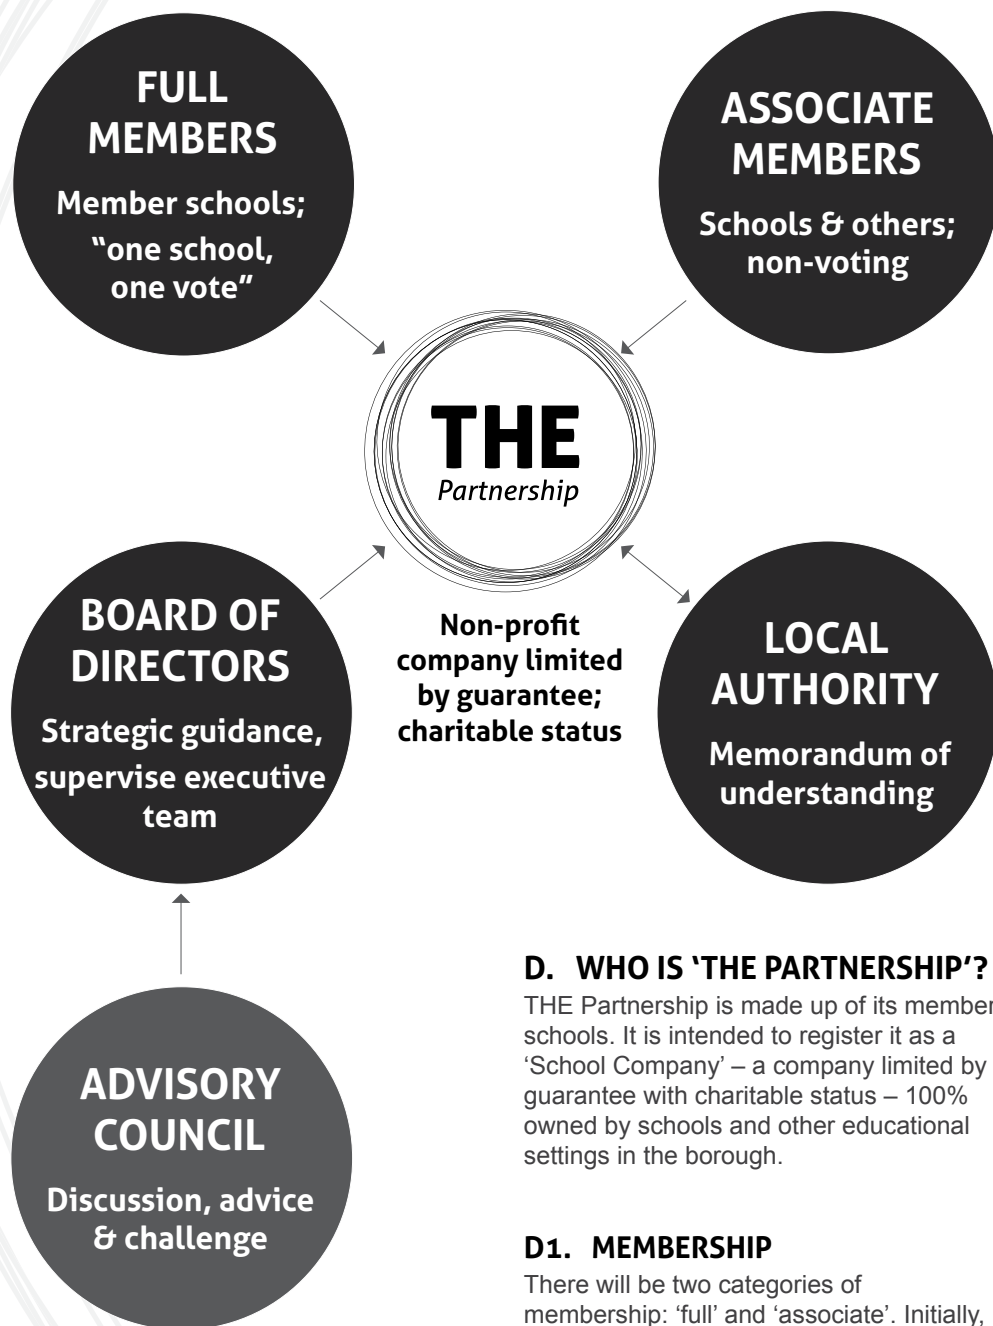 FULL
MEMBERS
Member schools;
“one school,
one vote”
ASSOCIATE
MEMBERS
Schools & others;
non-voting
THE
Partnership
Non-profit
company limited
by guarantee;
charitable status
BOARD OF
DIRECTORS
Strategic guidance,
supervise executive
team
LOCAL
AUTHORITY
Memorandum of
understanding
ADVISORY
COUNCIL
Discussion, advice
& challenge
D. WHO IS ‘THE PARTNERSHIP’?
THE Partnership is made up of its member
schools. It is intended to register it as a
‘School Company’ – a company limited by
guarantee with charitable status – 100%
owned by schools and other educational
settings in the borough.
D1. MEMBERSHIP
There will be two categories of
membership: ‘full’ and ‘associate’. Initially,